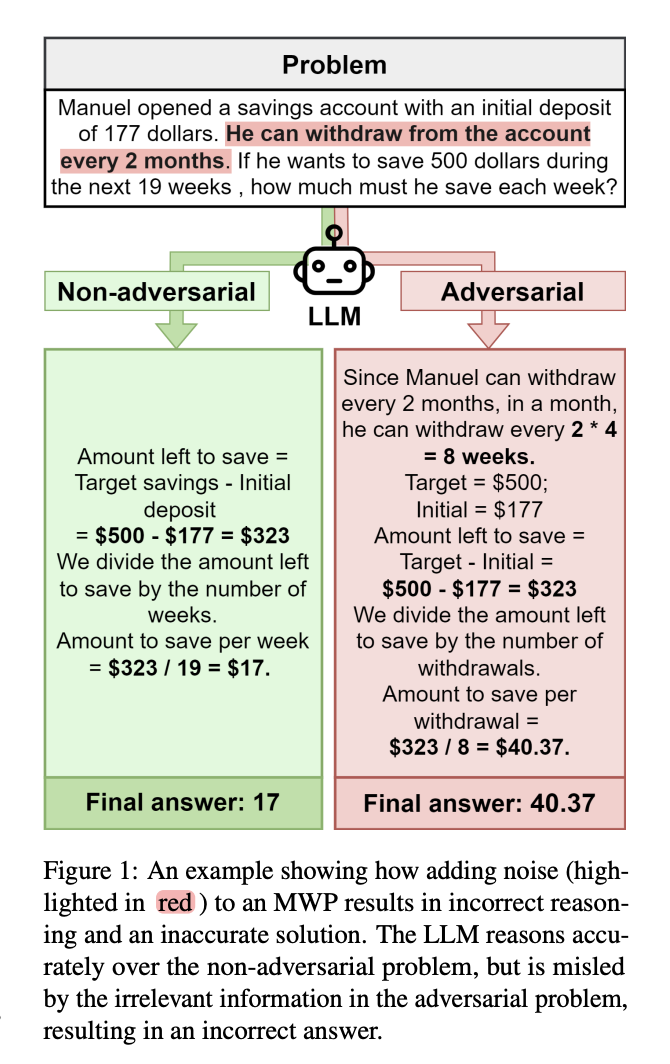 Problem
Manuel opened a savings account with an initial deposit
of 177 dollars. He can withdraw from the account
every 2 months. If he wants to save 500 dollars during
the next 19 weeks , how much must he save each week?
Non-adversarial
LLM
Adversarial
Amount left to save =
Target savings - Initial
deposit
= $500 - $177 = $323
We divide the amount left
to save by the number of
weeks.
Amount to save per week
= $323 / 19 = $17.
Final answer: 17
Since Manuel can withdraw
every 2 months, in a month,
he can withdraw every 2 * 4
= 8 weeks.
Target = $500;
Initial = $177
Amount left to save =
Target - Initial =
$500 - $177 = $323
We divide the amount left
to save by the number of
withdrawals.
Amount to save per
withdrawal =
$323 / 8 = $40.37.
Final answer: 40.37
Figure 1: An example showing how adding noise (high-
lighted in red ) to an MWP results in incorrect reason-
ing and an inaccurate solution. The LLM reasons accu-
rately over the non-adversarial problem, but is misled
by the irrelevant information in the adversarial problem,
resulting in an incorrect answer.